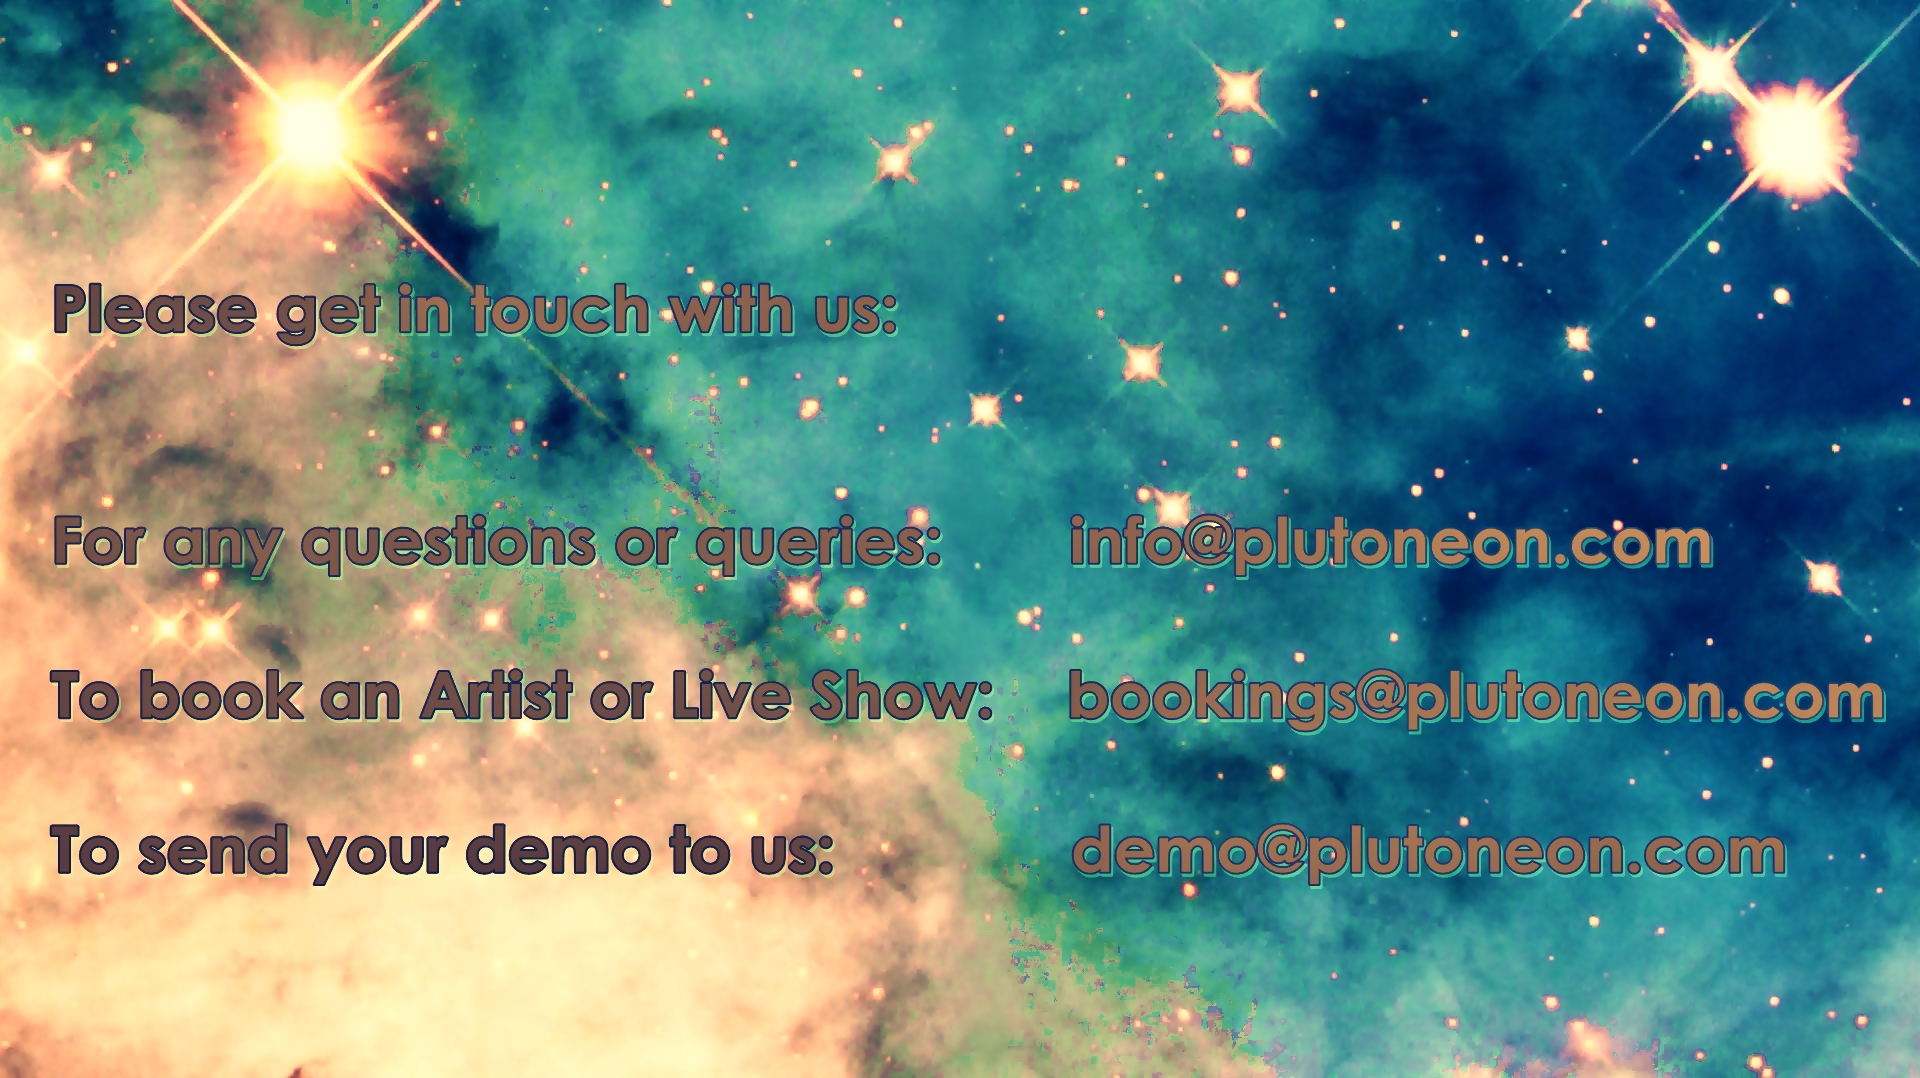 Please get in touch with us:
For any questions or queries: info@plutoneon.com
To book an Artist or Live Show: bookings@plutoneon.com
To send your demo to us: demo@plutoneon.com